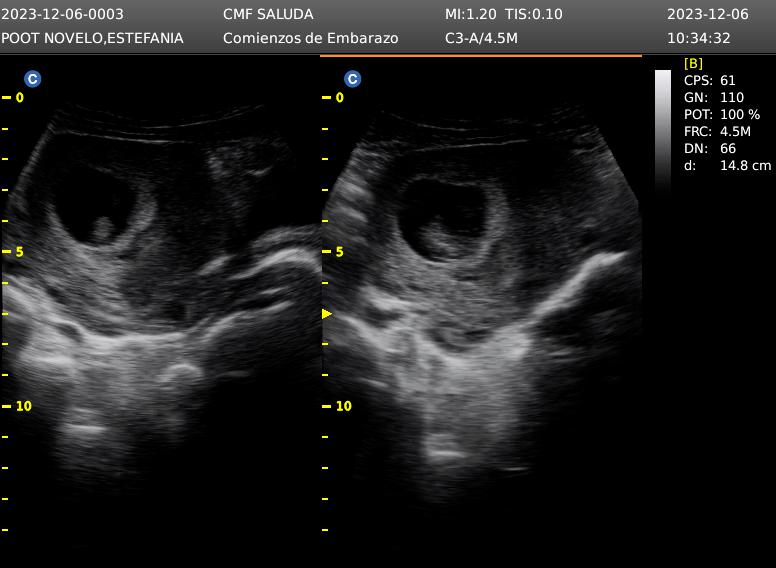 2023-12-06-0003 CMF SALUDA MI:1.20 TIS:0.10 2023-12-06
POOT NOVELO,ESTEFANIA Comienzos de Embarazo C3-A/4.5M 10:34:32
[B]
CPS: 61
GN: 110
POT: 100 %
FRC: 4.5M
DN: 66
d: 14.8 cm
C C
0 0
5 5
10 10